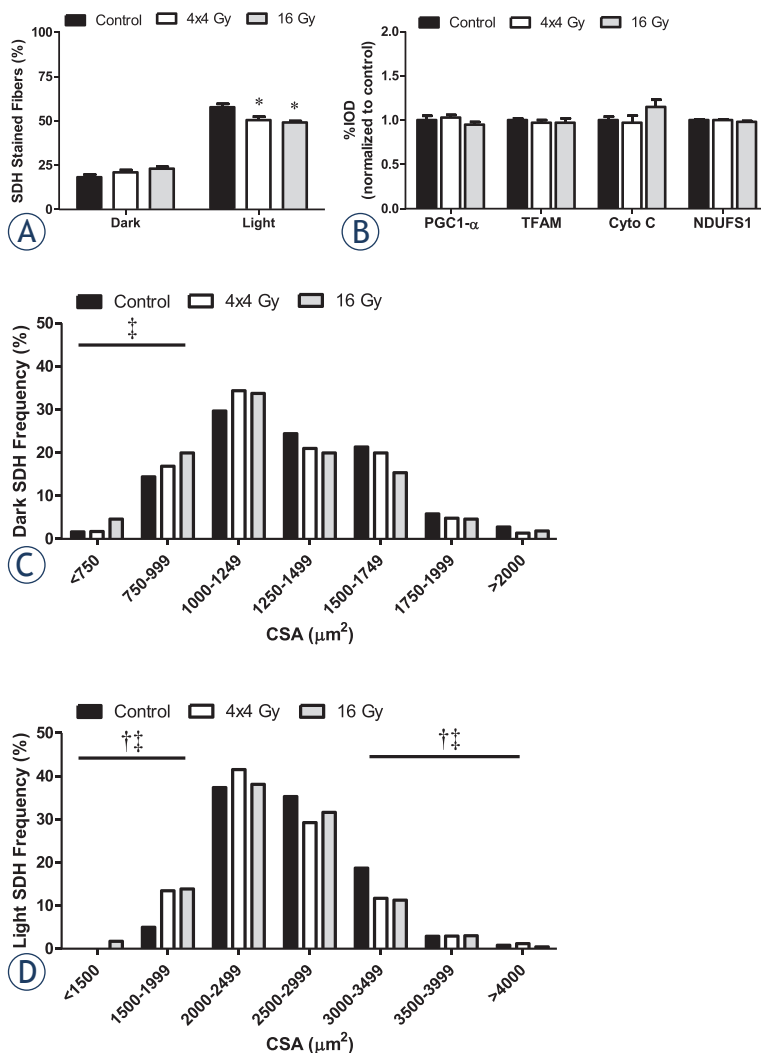 Control 4x4 Gy 16 Gy
SDH Stained Fibers (%)
100
75
50
25
0
* *
Dark Light
A
Control 4x4 Gy 16 Gy
%IOD
(normalized to control)
2.0
1.5
1.0
0.5
0.0
PGC1-α TFAM Cyto C NDUFS1
B
Control 4x4 Gy 16 Gy
Dark SDH Frequency (%)
50
40
30
20
10
0
‡
<750 750-999 1000-1249 1250-1499 1500-1749 1750-1999 >2000
CSA (μm²)
C
Control 4x4 Gy 16 Gy
Light SDH Frequency (%)
50
40
30
20
10
0
†‡ †‡
<1500 1500-1999 2000-2499 2500-2999 3000-3499 3500-3999 >4000
CSA (μm²)
D